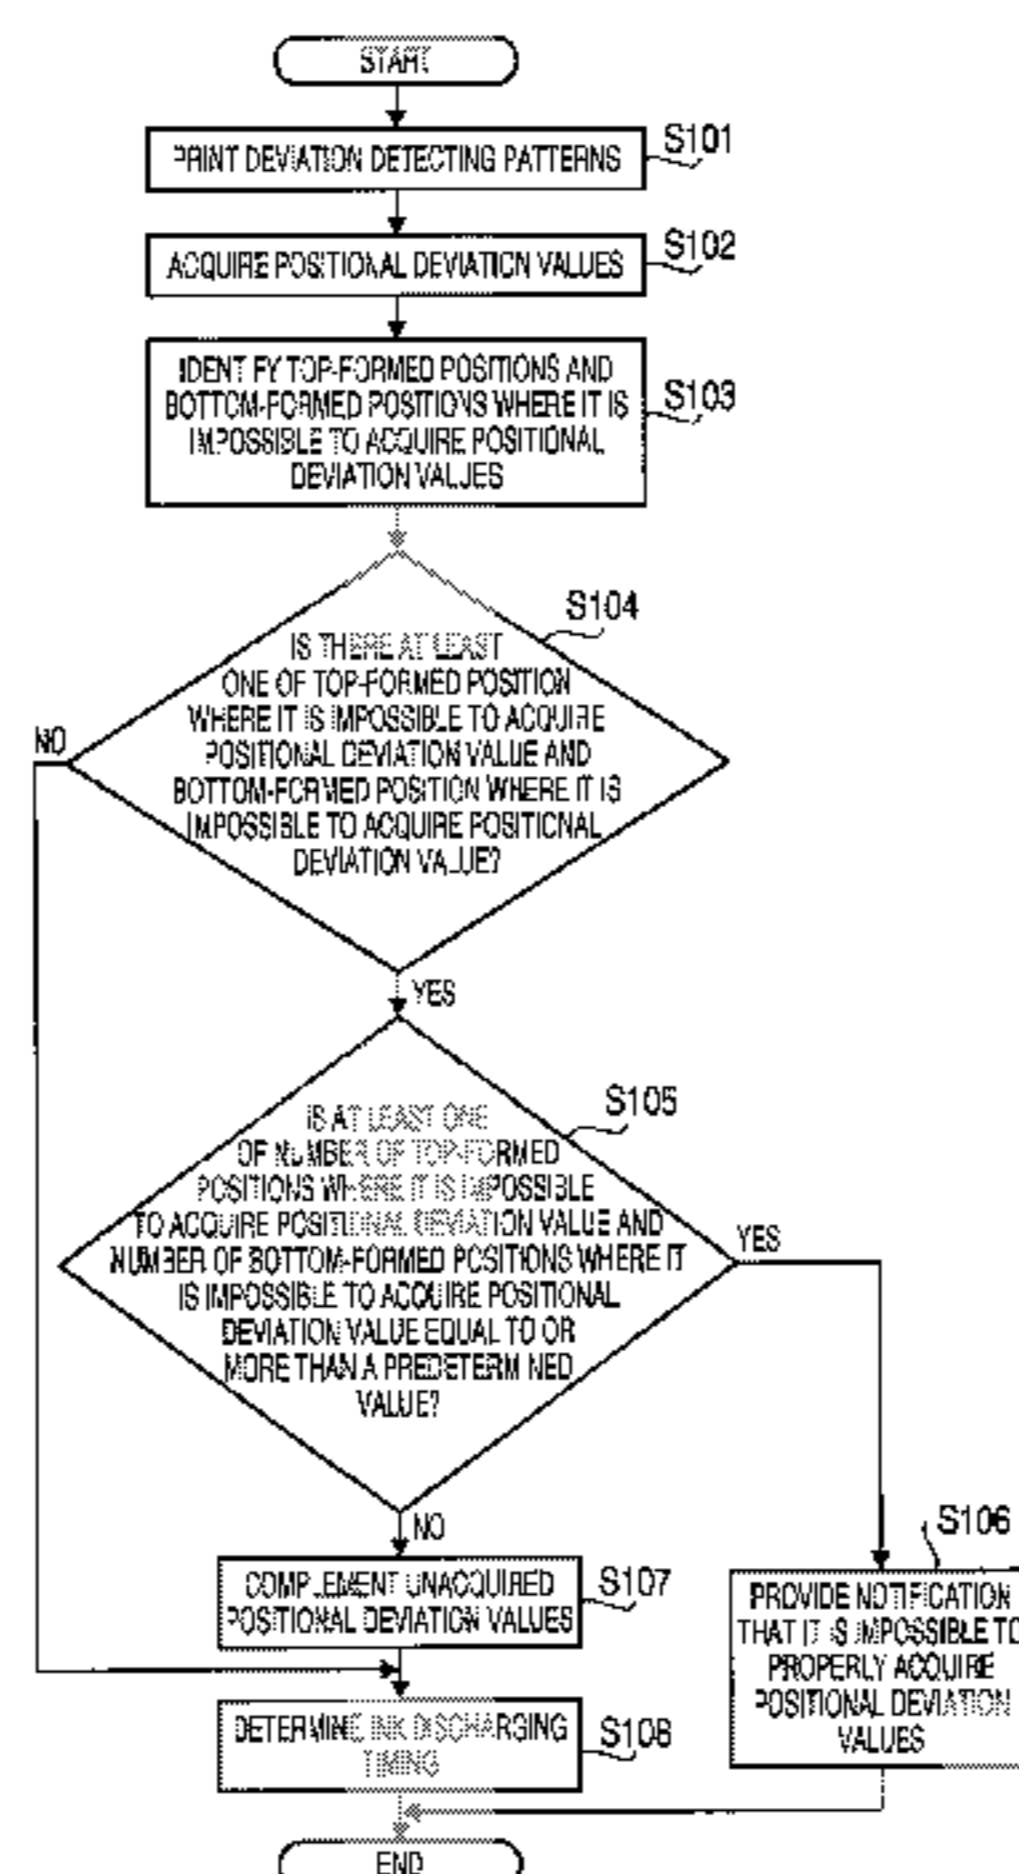 START
PRINT DEVIATION DETECTING PATTERNS
S101
ACQUIRE POSITIONAL DEVIATION VALUES
S102
IDENTIFY TOP-FORMED POSITIONS AND
BOTTOM-FORMED POSITIONS WHERE IT IS
IMPOSSIBLE TO ACQUIRE POSITIONAL
DEVIATION VALUES
S103
S104
IS THERE AT LEAST
ONE OF TOP-FORMED POSITION
WHERE IT IS IMPOSSIBLE TO ACQUIRE
POSITIONAL DEVIATION VALUE AND
BOTTOM-FORMED POSITION WHERE IT IS
IMPOSSIBLE TO ACQUIRE POSITIONAL
DEVIATION VALUE?
NO
YES
S105
IS AT LEAST ONE
OF NUMBER OF TOP-FORMED
POSITIONS WHERE IT IS IMPOSSIBLE
TO ACQUIRE POSITIONAL DEVIATION VALUE AND
NUMBER OF BOTTOM-FORMED POSITIONS WHERE IT
IS IMPOSSIBLE TO ACQUIRE POSITIONAL
DEVIATION VALUE EQUAL TO OR
MORE THAN A PREDETERMINED
VALUE?
YES
NO
S106
PROVIDE NOTIFICATION
THAT IT IS IMPOSSIBLE TO
PROPERLY ACQUIRE
POSITIONAL DEVIATION
VALUES
COMPLEMENT UNACQUIRED
POSITIONAL DEVIATION VALUES
S107
DETERMINE INK DISCHARGING
TIMING
S108
END